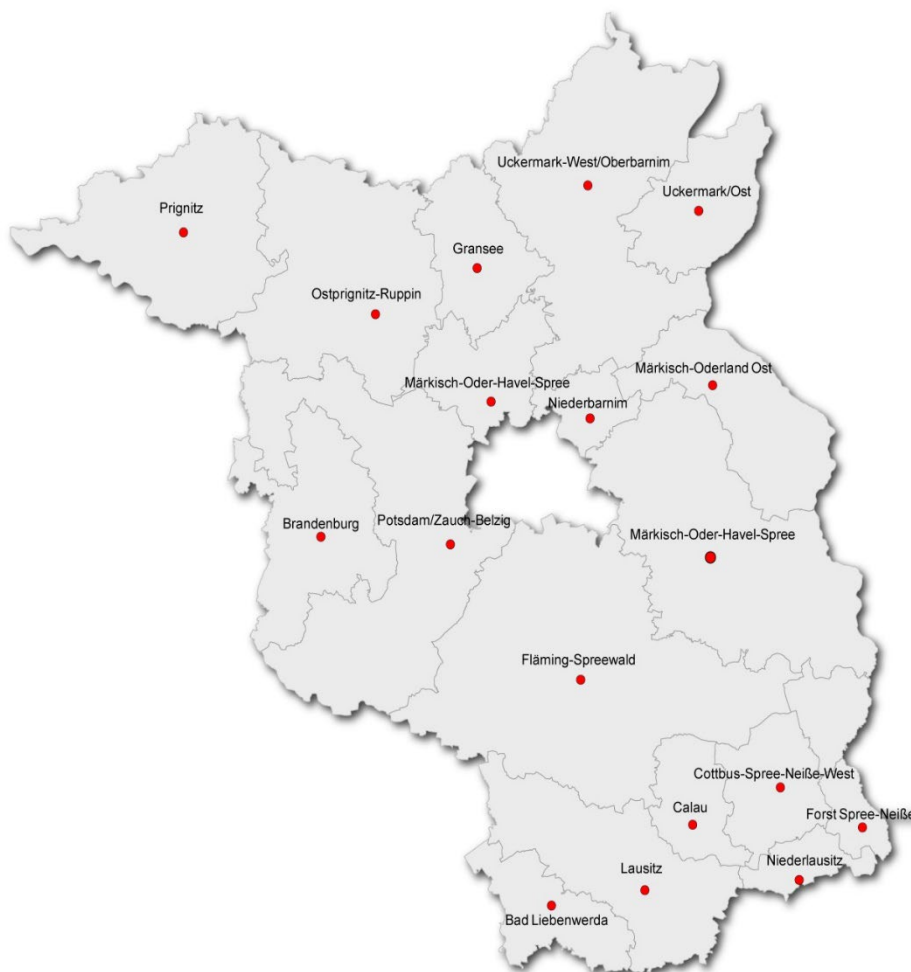 Uckermark-West/Oberbarnim
Uckermark/Ost
Prignitz
Gransee
Ostprignitz-Ruppin
Märkisch-Oderland Ost
Märkisch-Oder-Havel-Spree
Niederbarnim
Brandenburg
Potsdam/Zauch-Belzig
Märkisch-Oder-Havel-Spree
Fläming-Spreewald
Cottbus-Spree-Neiße-West
Calau
Forst Spree-Neiße
Niederlausitz
Lausitz
Bad Liebenwerda